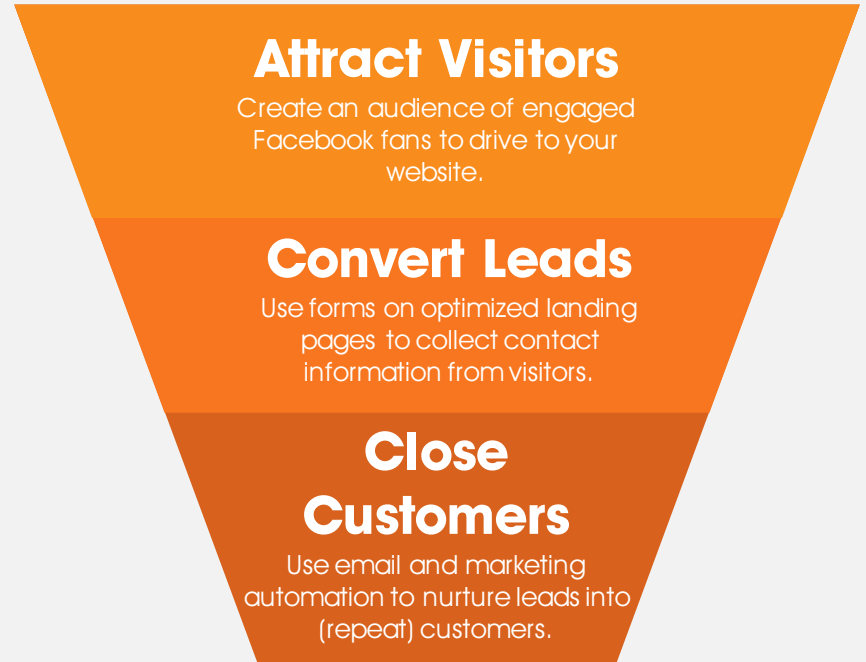 Attract Visitors
Create an audience of engaged
Facebook fans to drive to your
website.
Convert Leads
Use forms on optimized landing
pages to collect contact
information from visitors.
Close
Customers
Use email and marketing
automation to nurture leads into
(repeat) customers.